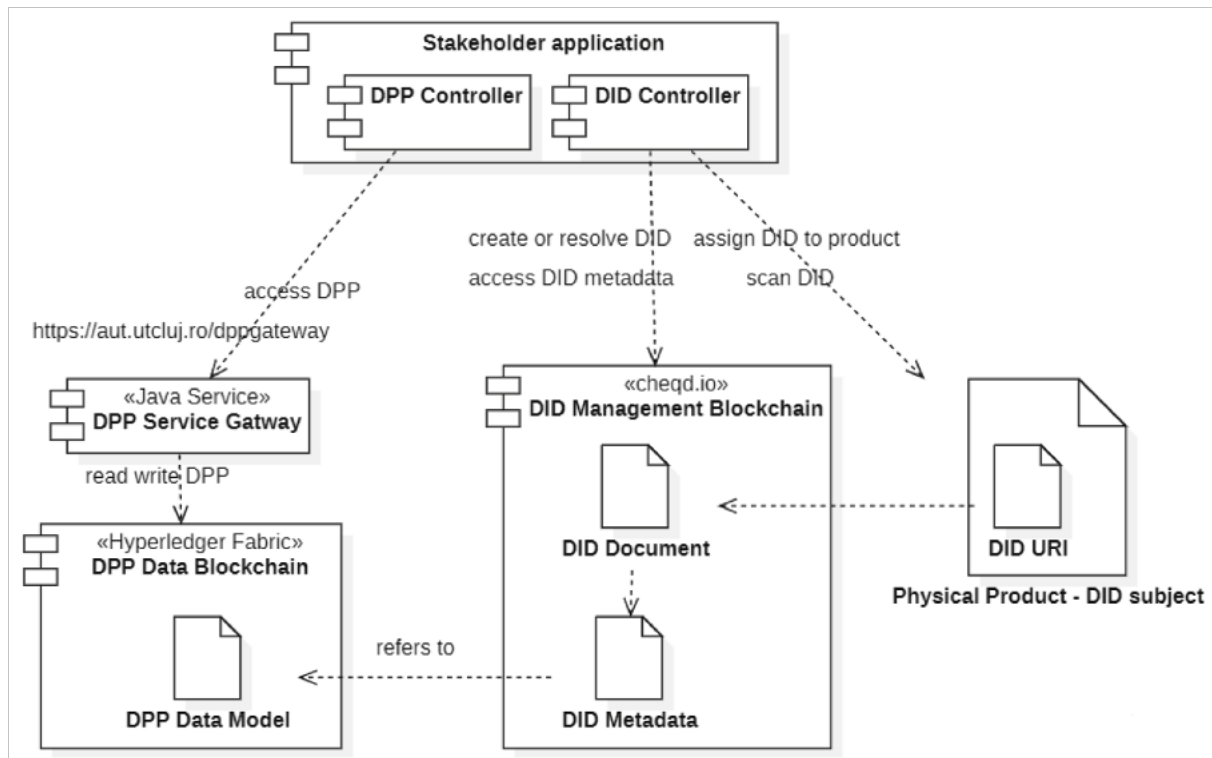 Stakeholder application
DPP Controller
DID Controller
create or resolve DID
access DID metadata
assign DID to product
scan DID
access DPP
https://aut.utcluj.ro/dppgateway
«Java Service»
DPP Service Gatway
read write DPP
«Hyperledger Fabric»
DPP Data Blockchain
DPP Data Model
refers to
«cheqd.io»
DID Management Blockchain
DID Document
DID Metadata
DID URI
Physical Product - DID subject